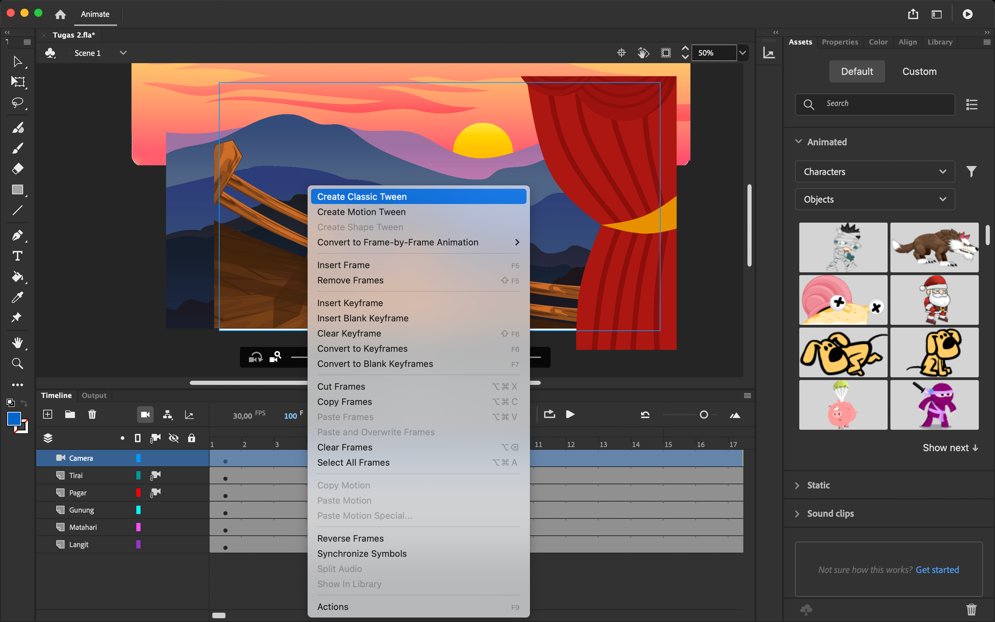 Animate
Tugas 2.fla*
Scene 1
50%
Create Classic Tween
Create Motion Tween
Create Shape Tween
Convert to Frame-by-Frame Animation
Insert Frame F5
Remove Frames ⇧ F5
Insert Keyframe
Insert Blank Keyframe
Clear Keyframe ⇧ F6
Convert to Keyframes F6
Convert to Blank Keyframes F7
Cut Frames ⌥⌘ X
Copy Frames ⌥⌘ C
Paste Frames ⌥⌘ V
Paste and Overwrite Frames
Clear Frames ⌥⌫
Select All Frames ⌥⌘ A
Copy Motion
Paste Motion
Paste Motion Special...
Reverse Frames
Synchronize Symbols
Split Audio
Show In Library
Actions F9
Timeline Output
30,00 FPS 100 F
1 2 3 11 12 13 14 15 16 17
Camera
Tirai
Pagar
Gunung
Matahari
Langit
Assets Properties Color Align Library
Default Custom
Search
Animated
Characters
Objects
Show next ↓
Static
Sound clips
Not sure how this works? Get started